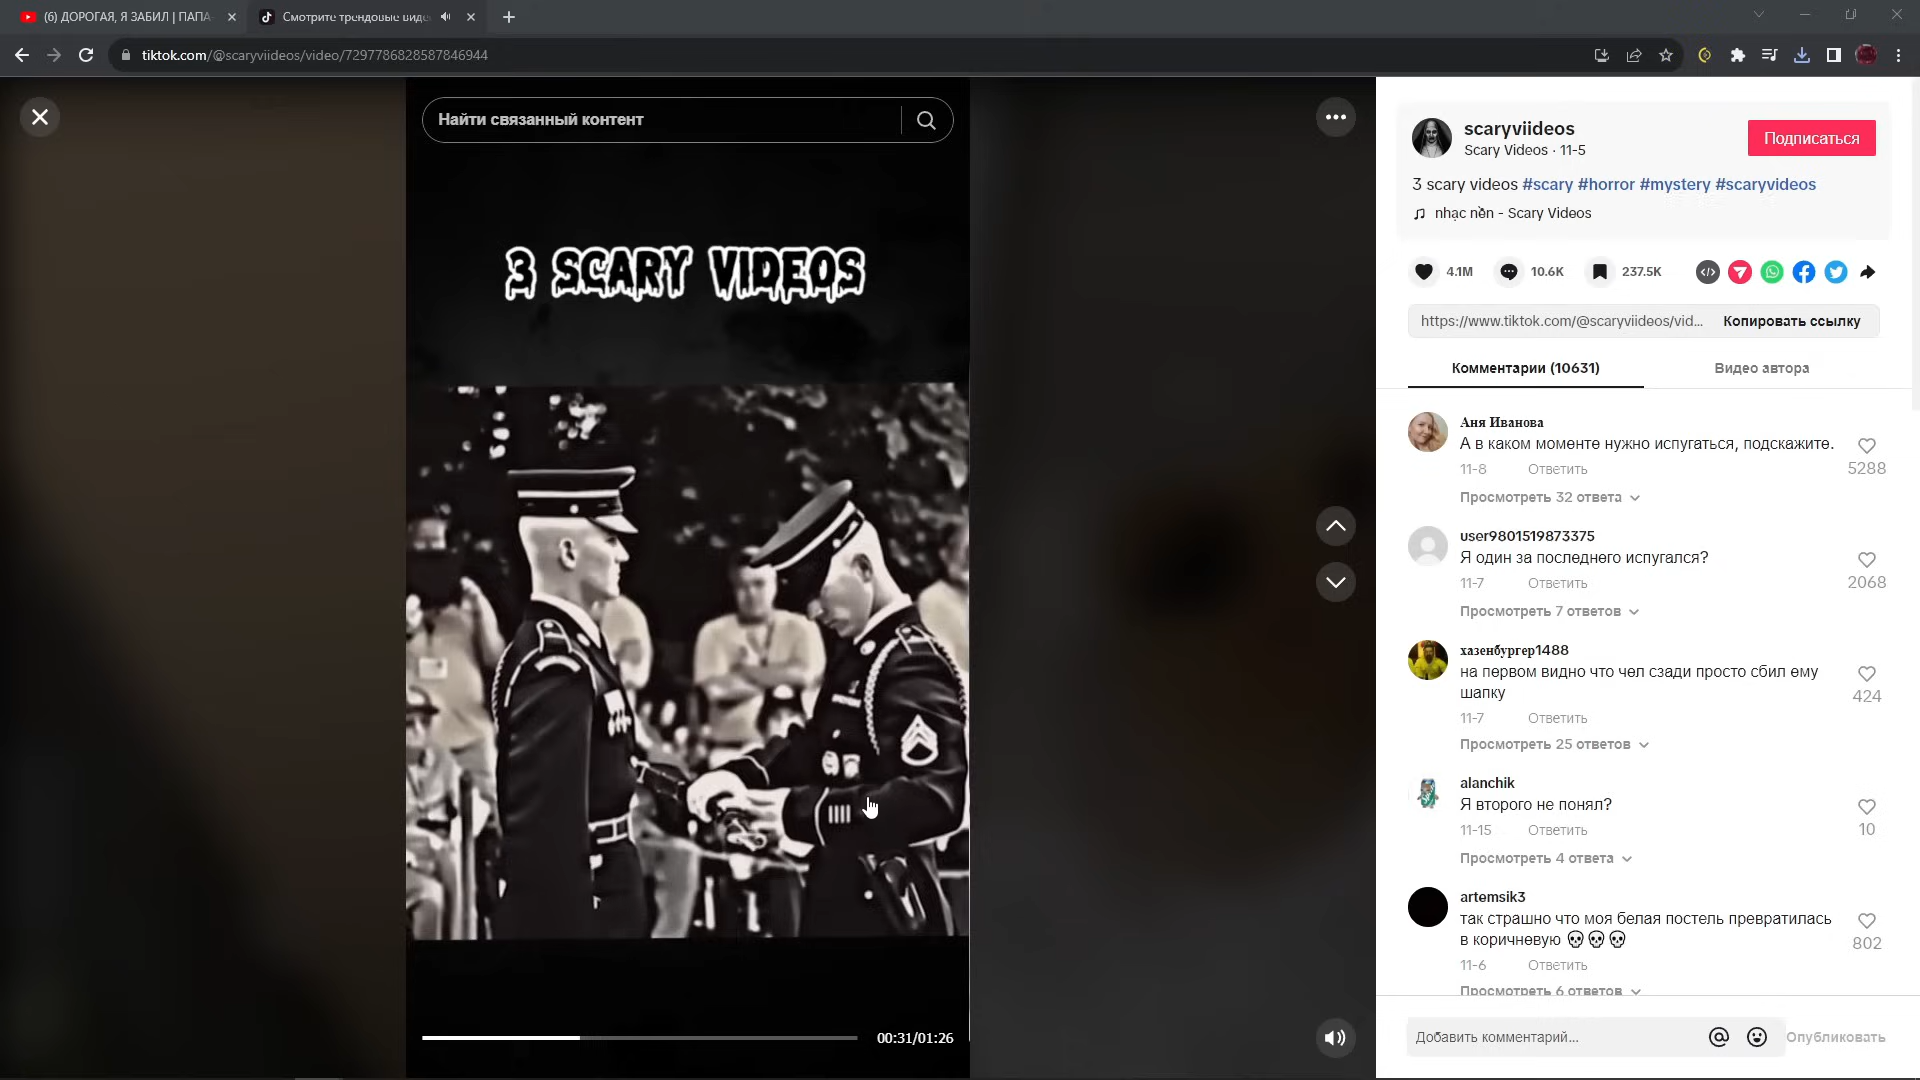 (6) ДОРОГАЯ, Я ЗАБИЛ | ПАПА-
Смотрите трендовые виде
tiktok.com/@scaryviideos/video/7297786828587846944
Найти связанный контент
3 SCARY VIDEOS
00:31/01:26
scaryviideos
Scary Videos · 11-5
Подписаться
3 scary videos #scary #horror #mystery #scaryvideos
nhạc nền - Scary Videos
4.1M
10.6K
237.5K
https://www.tiktok.com/@scaryviideos/vid...
Копировать ссылку
Комментарии (10631)
Видео автора
Аня Иванова
А в каком моменте нужно испугаться, подскажите.
5288
11-8
Ответить
Просмотреть 32 ответа
user9801519873375
Я один за последнего испугался?
2068
11-7
Ответить
Просмотреть 7 ответов
хазенбургер1488
на первом видно что чел сзади просто сбил ему
шапку
424
11-7
Ответить
Просмотреть 25 ответов
alanchik
Я второго не понял?
10
11-15
Ответить
Просмотреть 4 ответа
artemsik3
так страшно что моя белая постель превратилась
в коричневую 💀💀💀
802
11-6
Ответить
Просмотреть 6 ответов
Добавить комментарий...
Опубликовать